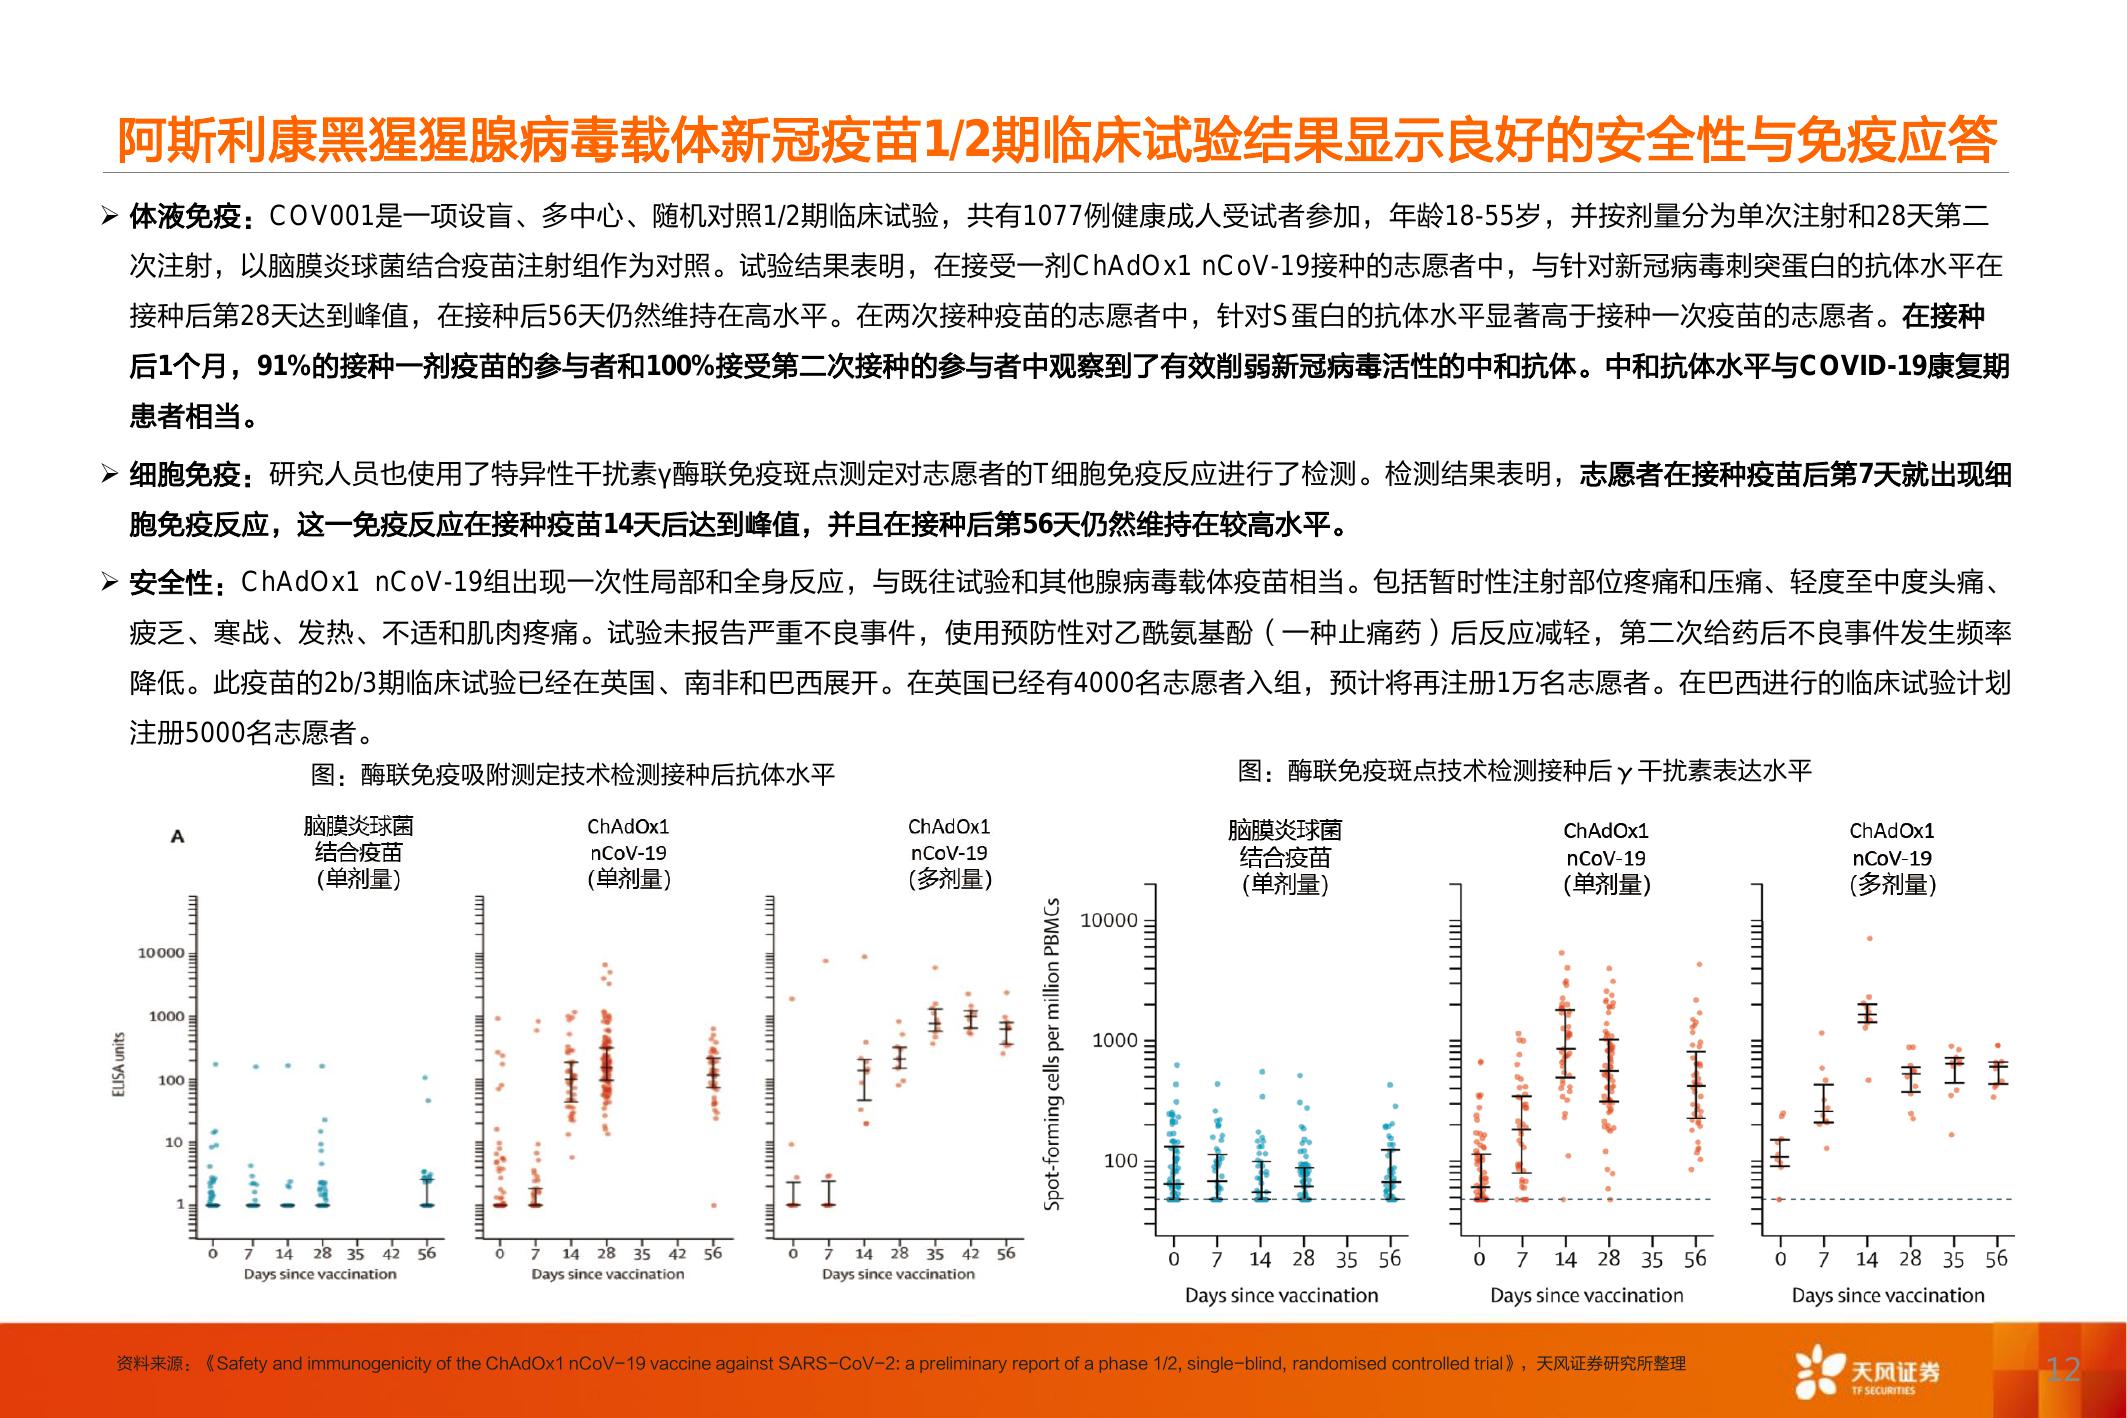 阿斯利康黑猩猩腺病毒载体新冠疫苗1/2期临床试验结果显示良好的安全性与免疫应答
➢ 体液免疫：COV001是一项设盲、多中心、随机对照1/2期临床试验，共有1077例健康成人受试者参加，年龄18-55岁，并按剂量分为单次注射和28天第二
次注射，以脑膜炎球菌结合疫苗注射组作为对照。试验结果表明，在接受一剂ChAdOx1 nCoV-19接种的志愿者中，与针对新冠病毒刺突蛋白的抗体水平在
接种后第28天达到峰值，在接种后56天仍然维持在高水平。在两次接种疫苗的志愿者中，针对S蛋白的抗体水平显著高于接种一次疫苗的志愿者。在接种
后1个月，91%的接种一剂疫苗的参与者和100%接受第二次接种的参与者中观察到了有效削弱新冠病毒活性的中和抗体。中和抗体水平与COVID-19康复期
患者相当。
➢ 细胞免疫：研究人员也使用了特异性干扰素γ酶联免疫斑点测定对志愿者的T细胞免疫反应进行了检测。检测结果表明，志愿者在接种疫苗后第7天就出现细
胞免疫反应，这一免疫反应在接种疫苗14天后达到峰值，并且在接种后第56天仍然维持在较高水平。
➢ 安全性：ChAdOx1 nCoV-19组出现一次性局部和全身反应，与既往试验和其他腺病毒载体疫苗相当。包括暂时性注射部位疼痛和压痛、轻度至中度头痛、
疲乏、寒战、发热、不适和肌肉疼痛。试验未报告严重不良事件，使用预防性对乙酰氨基酚（一种止痛药）后反应减轻，第二次给药后不良事件发生频率
降低。此疫苗的2b/3期临床试验已经在英国、南非和巴西展开。在英国已经有4000名志愿者入组，预计将再注册1万名志愿者。在巴西进行的临床试验计划
注册5000名志愿者。
图：酶联免疫吸附测定技术检测接种后抗体水平
A
脑膜炎球菌
结合疫苗
(单剂量)
ChAdOx1
nCoV-19
(单剂量)
ChAdOx1
nCoV-19
(多剂量)
ELISA units
10000
1000
100
10
1
0 7 14 28 35 42 56
Days since vaccination
0 7 14 28 35 42 56
Days since vaccination
0 7 14 28 35 42 56
Days since vaccination
图：酶联免疫斑点技术检测接种后γ干扰素表达水平
脑膜炎球菌
结合疫苗
(单剂量)
ChAdOx1
nCoV-19
(单剂量)
ChAdOx1
nCoV-19
(多剂量)
Spot-forming cells per million PBMCs
10000
1000
100
0 7 14 28 35 56
Days since vaccination
0 7 14 28 35 56
Days since vaccination
0 7 14 28 35 56
Days since vaccination
资料来源：《Safety and immunogenicity of the ChAdOx1 nCoV-19 vaccine against SARS-CoV-2: a preliminary report of a phase 1/2, single-blind, randomised controlled trial》，天风证券研究所整理
天风证券
TF SECURITIES
12